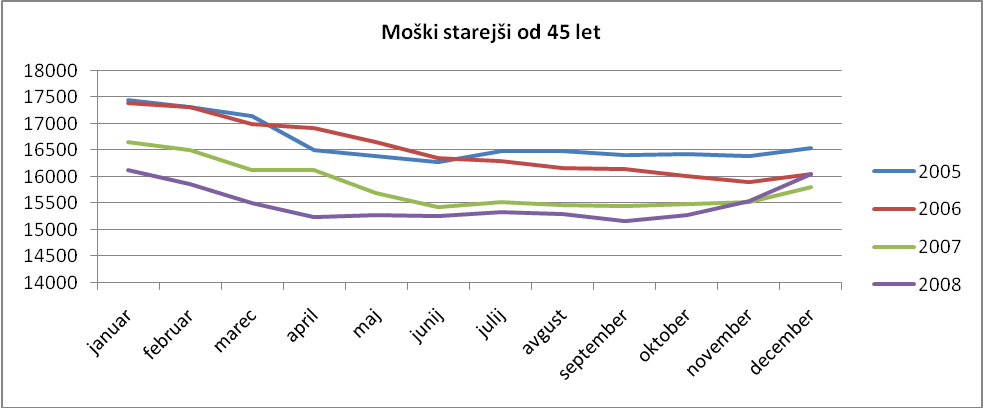 Moški starejši od 45 let
18000
17500
17000
16500
16000
15500
15000
14500
14000
januar
februar
marec
april
maj
junij
julij
avgust
september
oktober
november
december
2005
2006
2007
2008